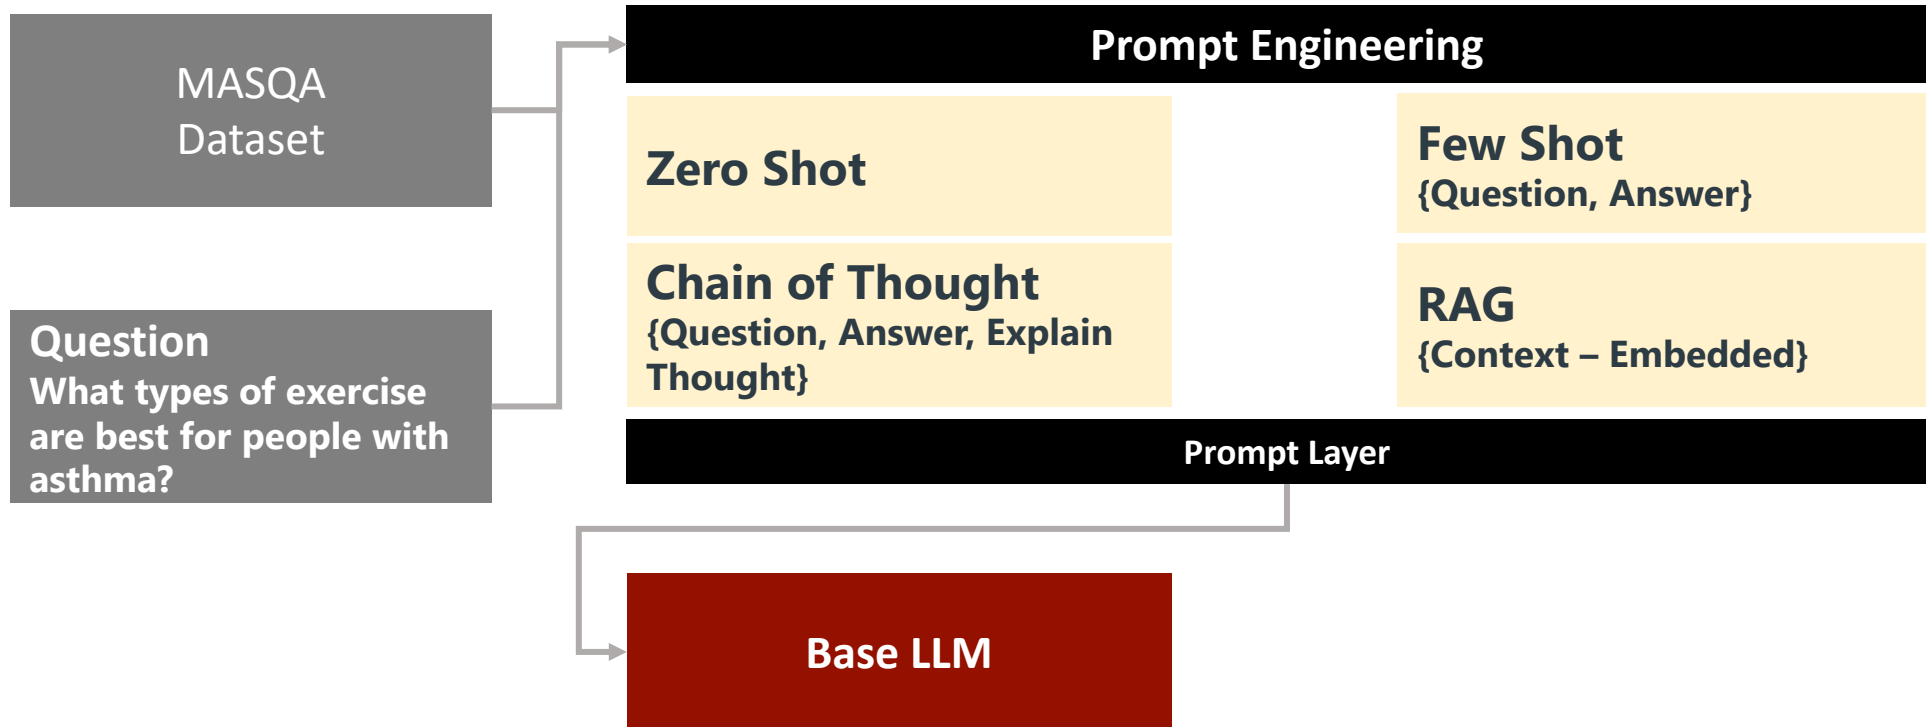 MASQA
Dataset
Question
What types of exercise
are best for people with
asthma?
Prompt Engineering
Zero Shot
Few Shot
{Question, Answer}
Chain of Thought
{Question, Answer, Explain
Thought}
RAG
{Context – Embedded}
Prompt Layer
Base LLM